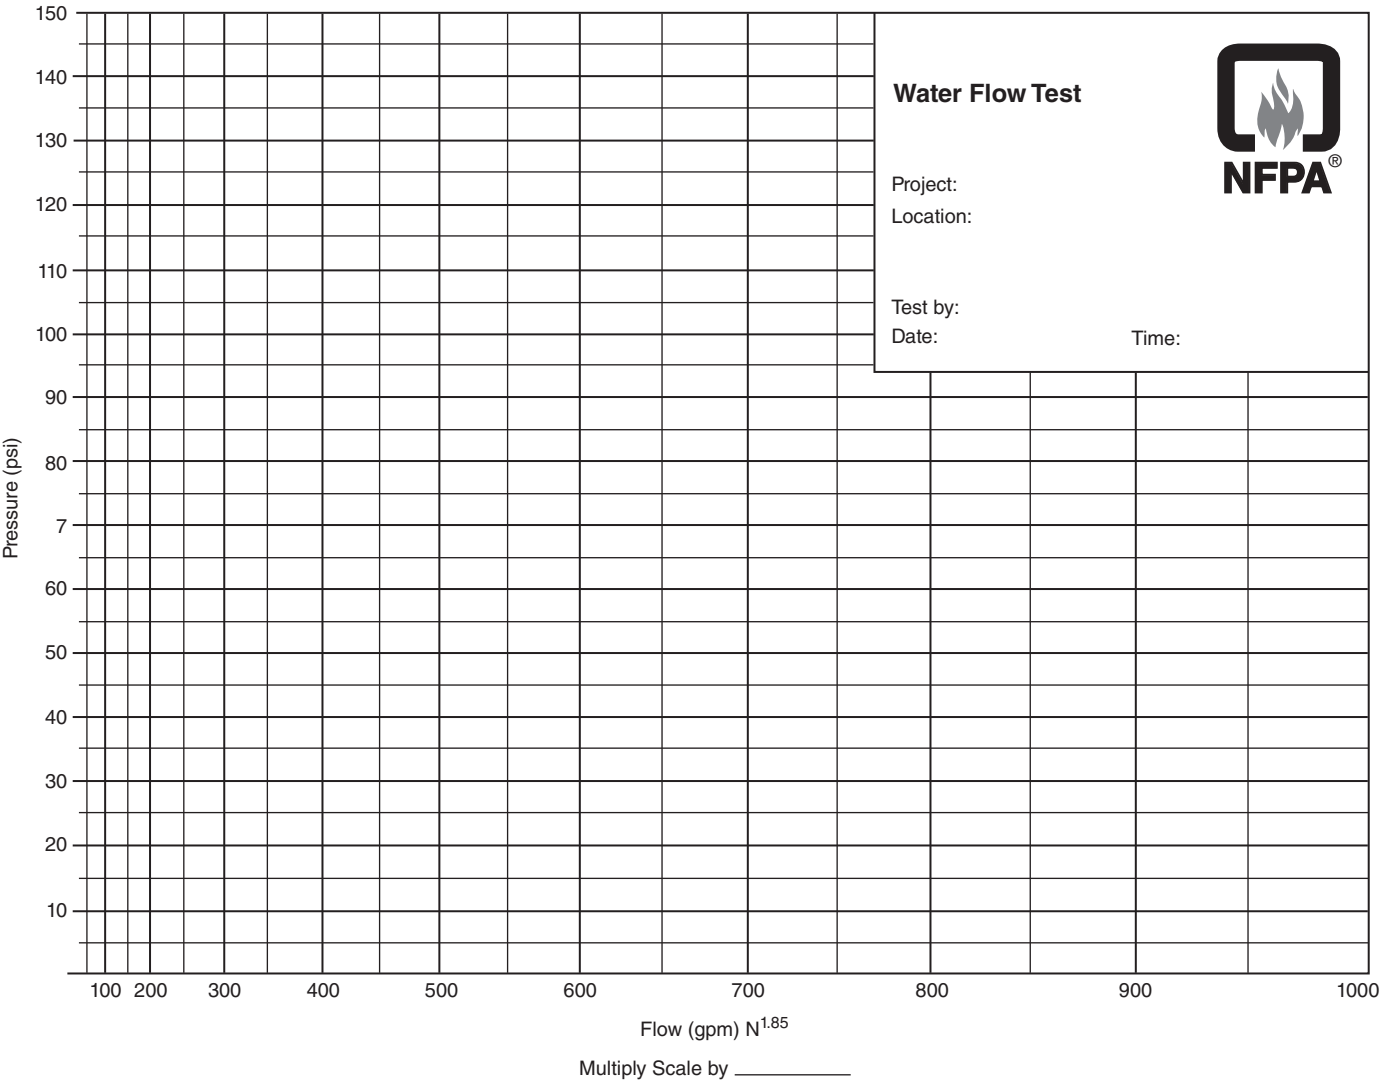 150
140
130
120
110
100
90
80
7
60
50
40
30
20
10
Pressure (psi)
Water Flow Test
NFPA®
Project:
Location:
Test by:
Date: Time:
100 200 300 400 500 600 700 800 900 1000
Flow (gpm) N1.85
Multiply Scale by